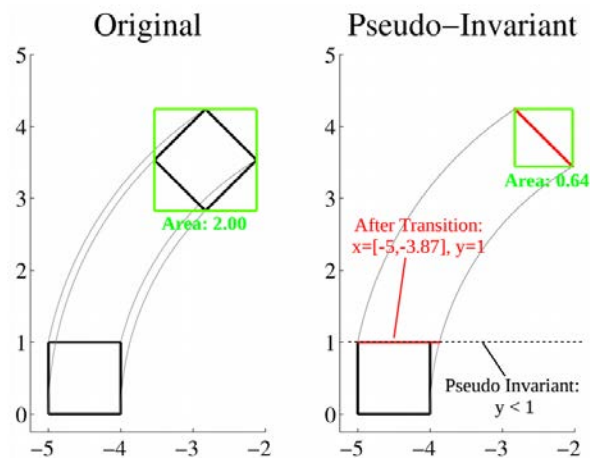 Original
Pseudo-Invariant
5
4
3
2
1
0
-5
-4
-3
-2
Area: 2.00
5
4
3
2
1
0
-5
-4
-3
-2
Area: 0.64
After Transition:
x=[-5,-3.87], y=1
Pseudo Invariant:
y < 1